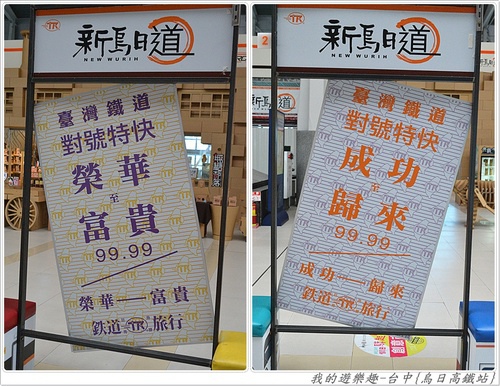 新烏日道
NEW WURIH
臺灣鐵道
對號特快
榮華
至
富貴
99.99
榮華——富貴
鉄道 旅行
新烏日道
NEW WURIH
2
臺灣鐵道
對號特快
成功
至
歸來
99.99
成功——歸來
鉄道 旅行
我的遊樂趣-台中{烏日高鐵站}